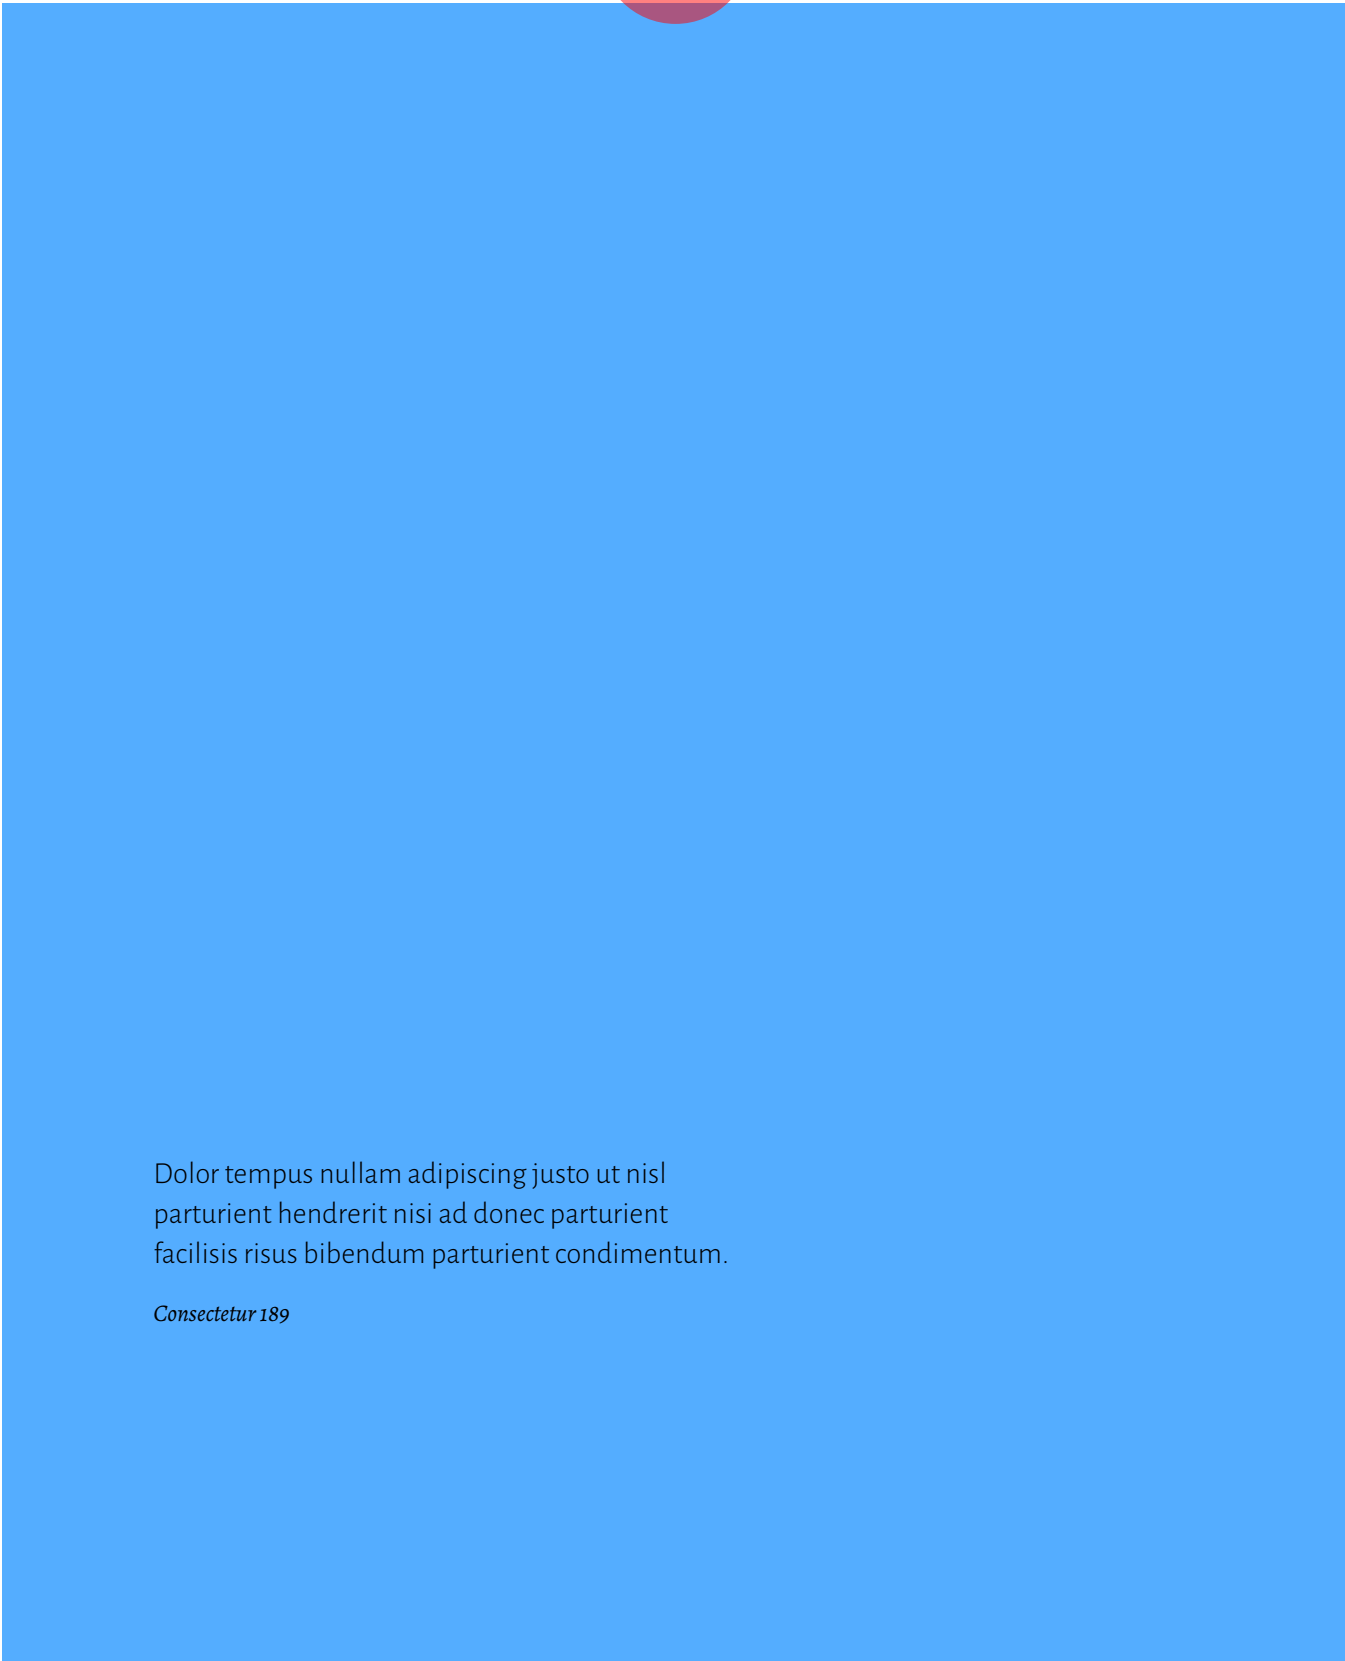 Dolor tempus nullam adipiscing justo ut nisl
parturient hendrerit nisi ad donec parturient
facilisis risus bibendum parturient condimentum.
Consectetur 189